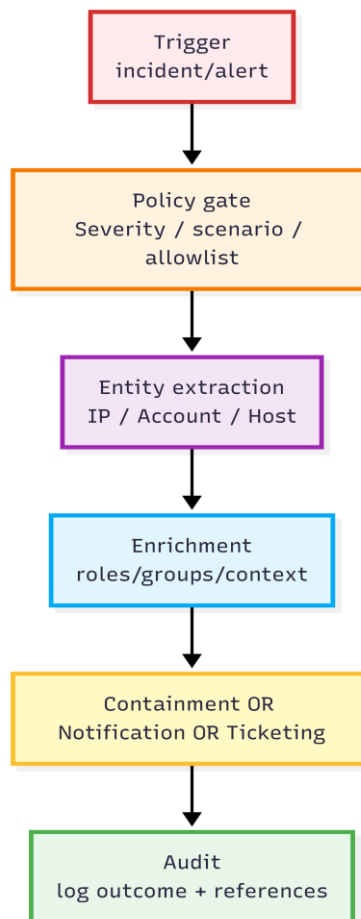 Trigger
incident/alert
Policy gate
Severity / scenario /
allowlist
Entity extraction
IP / Account / Host
Enrichment
roles/groups/context
Containment OR
Notification OR Ticketing
Audit
log outcome + references